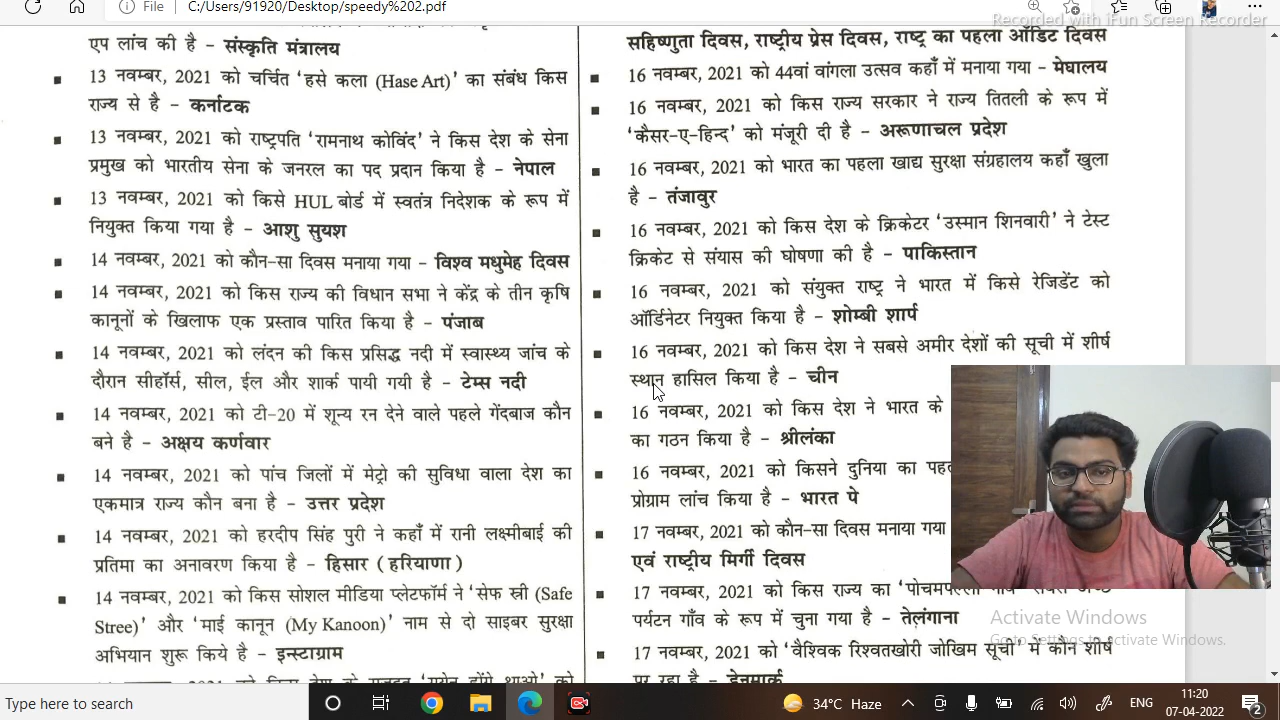 File
C:/Users/91920/Desktop/speedy%202.pdf
Recorded with iFun Screen Recorder
एप लांच की है – संस्कृति मंत्रालय
13 नवम्बर, 2021 को चर्चित 'हसे कला (Hase Art)' का संबंध किस
राज्य से है – कर्नाटक
13 नवम्बर, 2021 को राष्ट्रपति 'रामनाथ कोविंद' ने किस देश के सेना
प्रमुख को भारतीय सेना के जनरल का पद प्रदान किया है – नेपाल
13 नवम्बर, 2021 को किसे HUL बोर्ड में स्वतंत्र निदेशक के रूप में
नियुक्त किया गया है – आशु सुयश
14 नवम्बर, 2021 को कौन-सा दिवस मनाया गया – विश्व मधुमेह दिवस
14 नवम्बर, 2021 को किस राज्य की विधान सभा ने केंद्र के तीन कृषि
कानूनों के खिलाफ एक प्रस्ताव पारित किया है – पंजाब
14 नवम्बर, 2021 को लंदन की किस प्रसिद्ध नदी में स्वास्थ्य जांच के
दौरान सीहॉर्स, सील, ईल और शार्क पायी गयी है – टेम्स नदी
14 नवम्बर, 2021 को टी-20 में शून्य रन देने वाले पहले गेंदबाज कौन
बने है – अक्षय कर्णवार
14 नवम्बर, 2021 को पांच जिलों में मेट्रो की सुविधा वाला देश का
एकमात्र राज्य कौन बना है – उत्तर प्रदेश
14 नवम्बर, 2021 को हरदीप सिंह पुरी ने कहाँ में रानी लक्ष्मीबाई की
प्रतिमा का अनावरण किया है – हिसार (हरियाणा)
14 नवम्बर, 2021 को किस सोशल मीडिया प्लेटफॉर्म ने 'सेफ स्त्री (Safe
Stree)' और 'माई कानून (My Kanoon)' नाम से दो साइबर सुरक्षा
अभियान शुरू किये है – इन्स्टाग्राम
सहिष्णुता दिवस, राष्ट्रीय प्रेस दिवस, राष्ट्र का पहला ऑडिट दिवस
16 नवम्बर, 2021 को 44वां वांगला उत्सव कहाँ में मनाया गया – मेघालय
16 नवम्बर, 2021 को किस राज्य सरकार ने राज्य तितली के रूप में
'कैसर-ए-हिन्द' को मंजूरी दी है – अरूणाचल प्रदेश
16 नवम्बर, 2021 को भारत का पहला खाद्य सुरक्षा संग्रहालय कहाँ खुला
है – तंजावुर
16 नवम्बर, 2021 को किस देश के क्रिकेटर 'उस्मान शिनवारी' ने टेस्ट
क्रिकेट से संयास की घोषणा की है – पाकिस्तान
16 नवम्बर, 2021 को संयुक्त राष्ट्र ने भारत में किसे रेजिडेंट को
ऑर्डिनेटर नियुक्त किया है – शोम्बी शार्प
16 नवम्बर, 2021 को किस देश ने सबसे अमीर देशों की सूची में शीर्ष
स्थान हासिल किया है – चीन
16 नवम्बर, 2021 को किस देश ने भारत के
का गठन किया है – श्रीलंका
16 नवम्बर, 2021 को किसने दुनिया का
प्रोग्राम लांच किया है – भारत पे
17 नवम्बर, 2021 को कौन-सा दिवस मनाया गया
एवं राष्ट्रीय मिर्गी दिवस
17 नवम्बर, 2021 को किस राज्य का
पर्यटन गाँव के रूप में चुना गया है – तेलंगाना
17 नवम्बर, 2021 को 'वैश्विक रिश्वतखोरी जोखिम सूची' में कौन शीर्ष
पर रहा है – डेनमार्क
Activate Windows
Go to Settings to activate Windows.
Type here to search
34°C Haze
ENG
11:20
07-04-2022
2